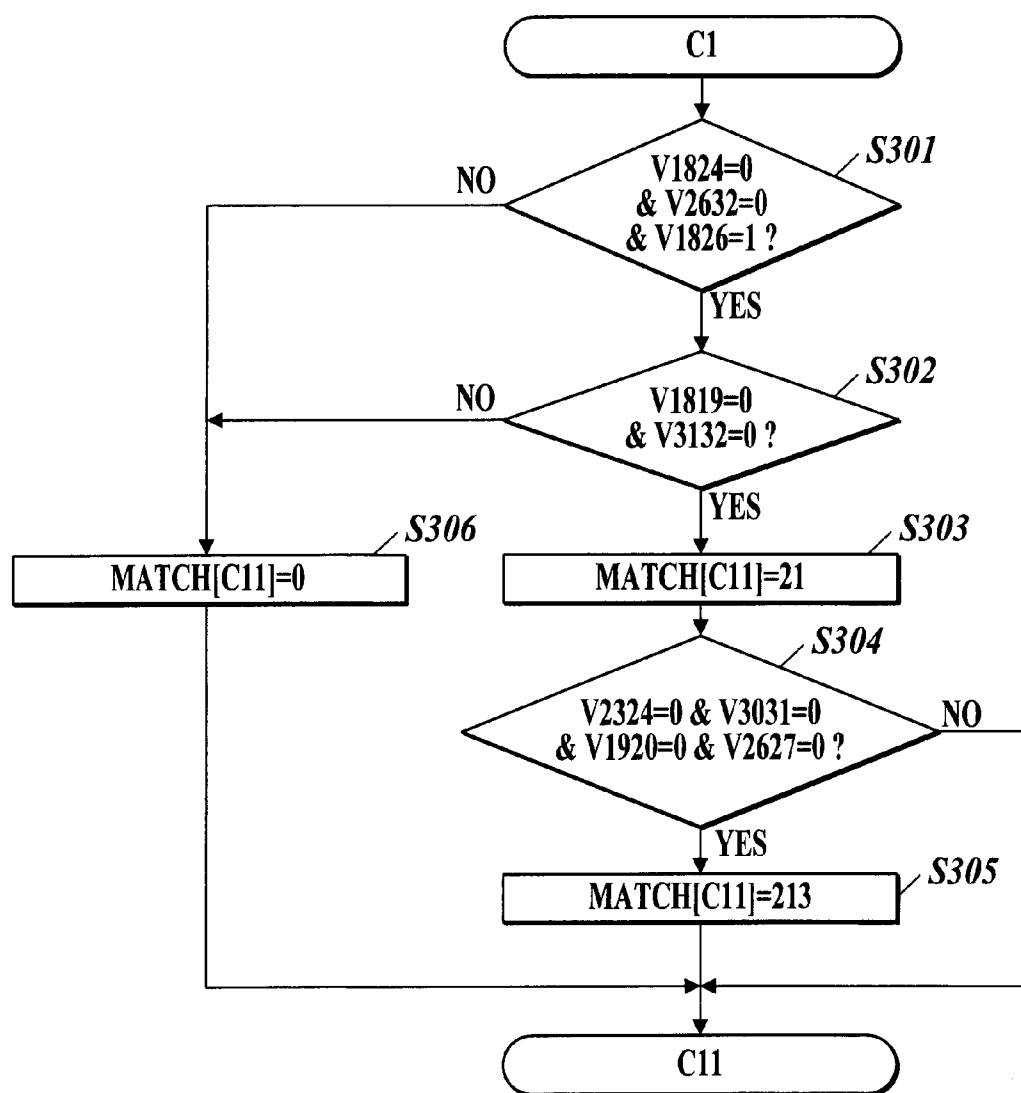 C1
S301
V1824=0
& V2632=0
& V1826=1 ?
NO
YES
S302
V1819=0
& V3132=0 ?
NO
YES
S306
MATCH[C11]=0
S303
MATCH[C11]=21
S304
V2324=0 & V3031=0
& V1920=0 & V2627=0 ?
NO
YES
S305
MATCH[C11]=213
C11